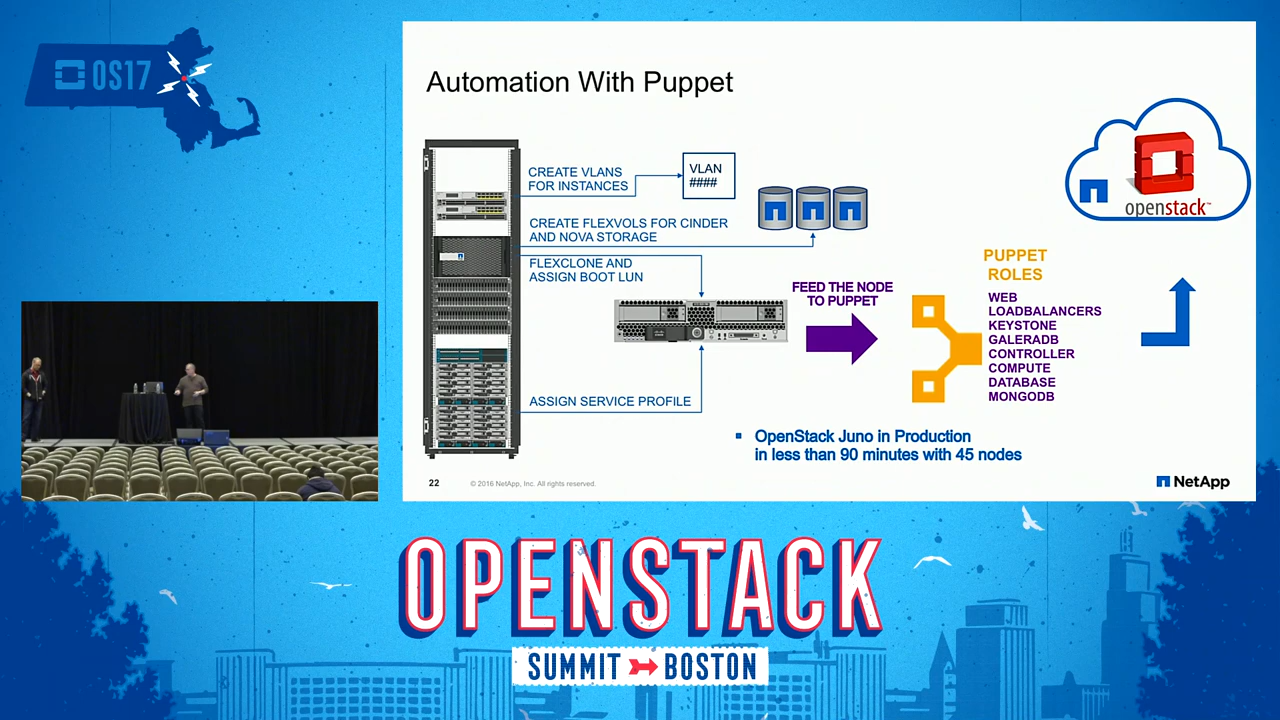 OS17
Automation With Puppet
CREATE VLANS
FOR INSTANCES
VLAN
####
CREATE FLEXVOLS FOR CINDER
AND NOVA STORAGE
FLEXCLONE AND
ASSIGN BOOT LUN
FEED THE NODE
TO PUPPET
ASSIGN SERVICE PROFILE
PUPPET
ROLES
WEB
LOADBALANCERS
KEYSTONE
GALERADB
CONTROLLER
COMPUTE
DATABASE
MONGODB
openstack™
▪ OpenStack Juno in Production
in less than 90 minutes with 45 nodes
22
© 2016 NetApp, Inc. All rights reserved.
NetApp
OPENSTACK
SUMMIT BOSTON